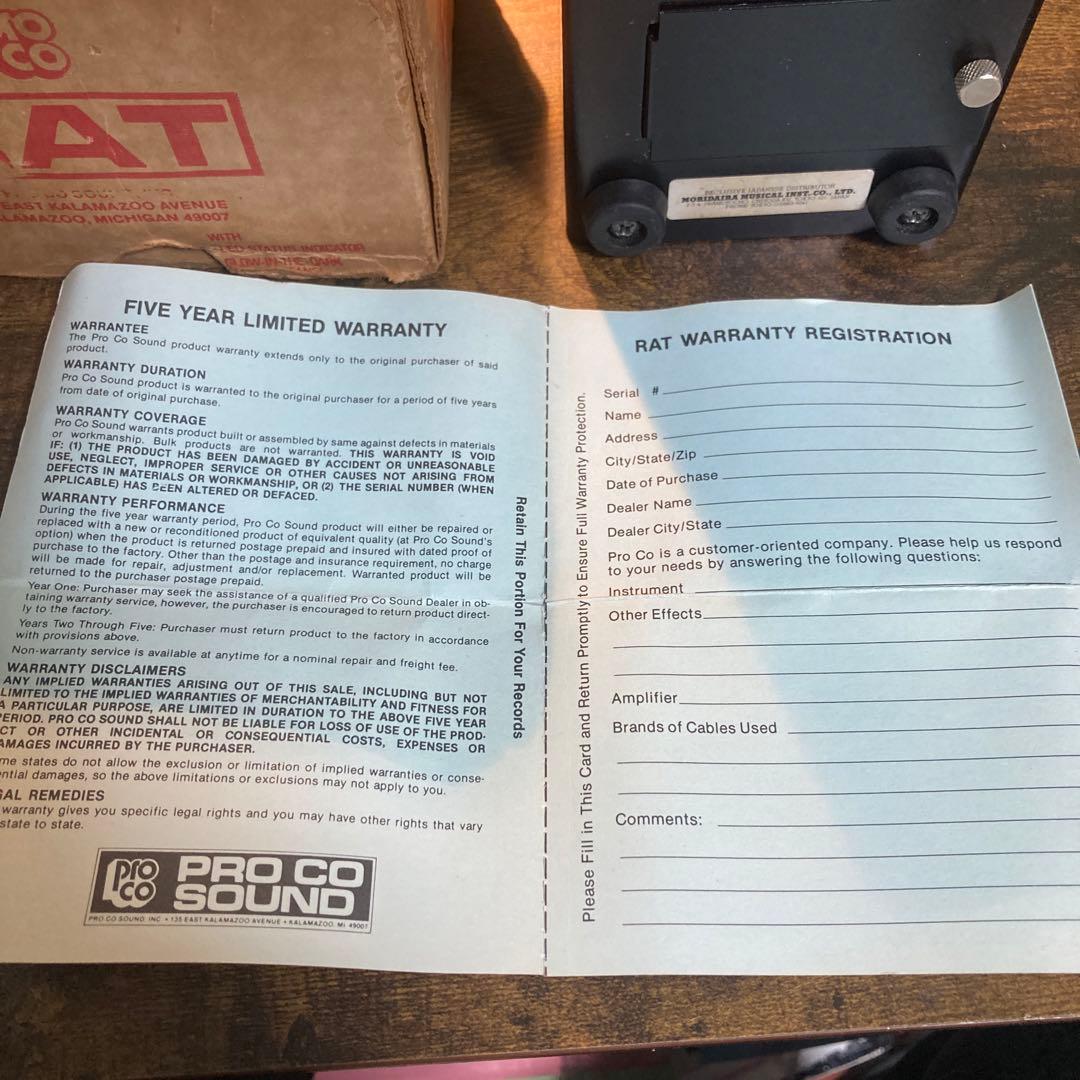 CO
AT
EAST KALAMAZOO AVENUE
KALAMAZOO, MICHIGAN 49007
WITH
LED STATUS INDICATOR
GLOW-IN-THE-DARK
EXCLUSIVE JAPANESE DISTRIBUTOR
MORIDAIRA MUSICAL INST. CO., LTD.
FIVE YEAR LIMITED WARRANTY
WARRANTEE
The Pro Co Sound product warranty extends only to the original purchaser of said
product.
WARRANTY DURATION
Pro Co Sound product is warranted to the original purchaser for a period of five years
from date of original purchase.
WARRANTY COVERAGE
Pro Co Sound warrants product built or assembled by same against defects in materials
or workmanship. Bulk products are not warranted. THIS WARRANTY IS VOID
IF: (1) THE PRODUCT HAS BEEN DAMAGED BY ACCIDENT OR UNREASONABLE
USE, NEGLECT, IMPROPER SERVICE OR OTHER CAUSES NOT ARISING FROM
DEFECTS IN MATERIALS OR WORKMANSHIP, OR (2) THE SERIAL NUMBER (WHEN
APPLICABLE) HAS BEEN ALTERED OR DEFACED.
WARRANTY PERFORMANCE
During the five year warranty period, Pro Co Sound product will either be repaired or
replaced with a new or reconditioned product of equivalent quality (at Pro Co Sound's
option) when the product is returned postage prepaid and insured with dated proof of
purchase to the factory. Other than the postage and insurance requirement, no charge
will be made for repair, adjustment and/or replacement. Warranted product will be
returned to the purchaser postage prepaid.
Year One: Purchaser may seek the assistance of a qualified Pro Co Sound Dealer in ob-
taining warranty service, however, the purchaser is encouraged to return product direct-
ly to the factory.
Years Two Through Five: Purchaser must return product to the factory in accordance
with provisions above.
Non-warranty service is available at anytime for a nominal repair and freight fee.
WARRANTY DISCLAIMERS
ANY IMPLIED WARRANTIES ARISING OUT OF THIS SALE, INCLUDING BUT NOT
LIMITED TO THE IMPLIED WARRANTIES OF MERCHANTABILITY AND FITNESS FOR
A PARTICULAR PURPOSE, ARE LIMITED IN DURATION TO THE ABOVE FIVE YEAR
PERIOD. PRO CO SOUND SHALL NOT BE LIABLE FOR LOSS OF USE OF THE PROD-
CT OR OTHER INCIDENTAL OR CONSEQUENTIAL COSTS, EXPENSES OR
AMAGES INCURRED BY THE PURCHASER.
me states do not allow the exclusion or limitation of implied warranties or conse-
ential damages, so the above limitations or exclusions may not apply to you.
GAL REMEDIES
warranty gives you specific legal rights and you may have other rights that vary
state to state.
pro co
PRO CO
SOUND
PRO CO SOUND, INC. • 135 EAST KALAMAZOO AVENUE • KALAMAZOO, MI 49007
Retain This Portion For Your Records
Please Fill in This Card and Return Promptly to Ensure Full Warranty Protection.
RAT WARRANTY REGISTRATION
Serial #
Name
Address
City/State/Zip
Date of Purchase
Dealer Name
Dealer City/State
Pro Co is a customer-oriented company. Please help us respond
to your needs by answering the following questions:
Instrument
Other Effects
Amplifier
Brands of Cables Used
Comments: